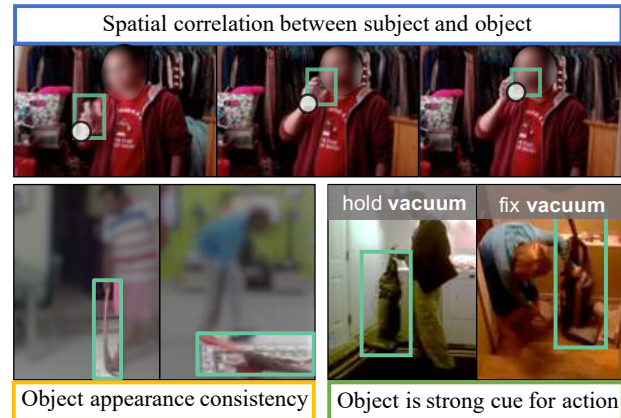 Spatial correlation between subject and object
hold vacuum
fix vacuum
Object appearance consistency
Object is strong cue for action